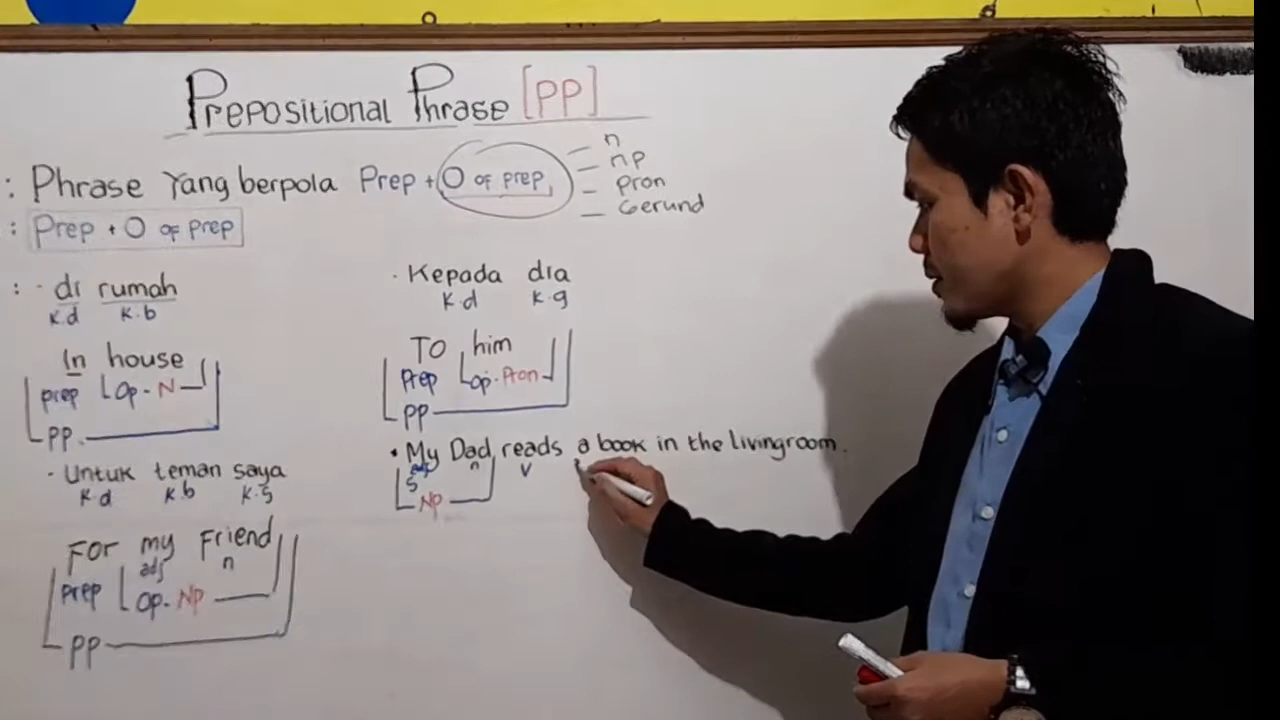 Prepositional Phrase [PP]
: Phrase Yang berpola Prep + O of prep
n
np
Pron
Gerund
: Prep + O of prep
: · di rumah
k.d k.b
In house
prep Op - N
PP
· Untuk teman saya
k.d k.b k.s
For my Friend
adj n
prep Op - Np
PP
· Kepada dia
k.d k.g
To him
Prep Op - Pron
PP
· My Dad reads a book in the livingroom.
adj n v
S
Np